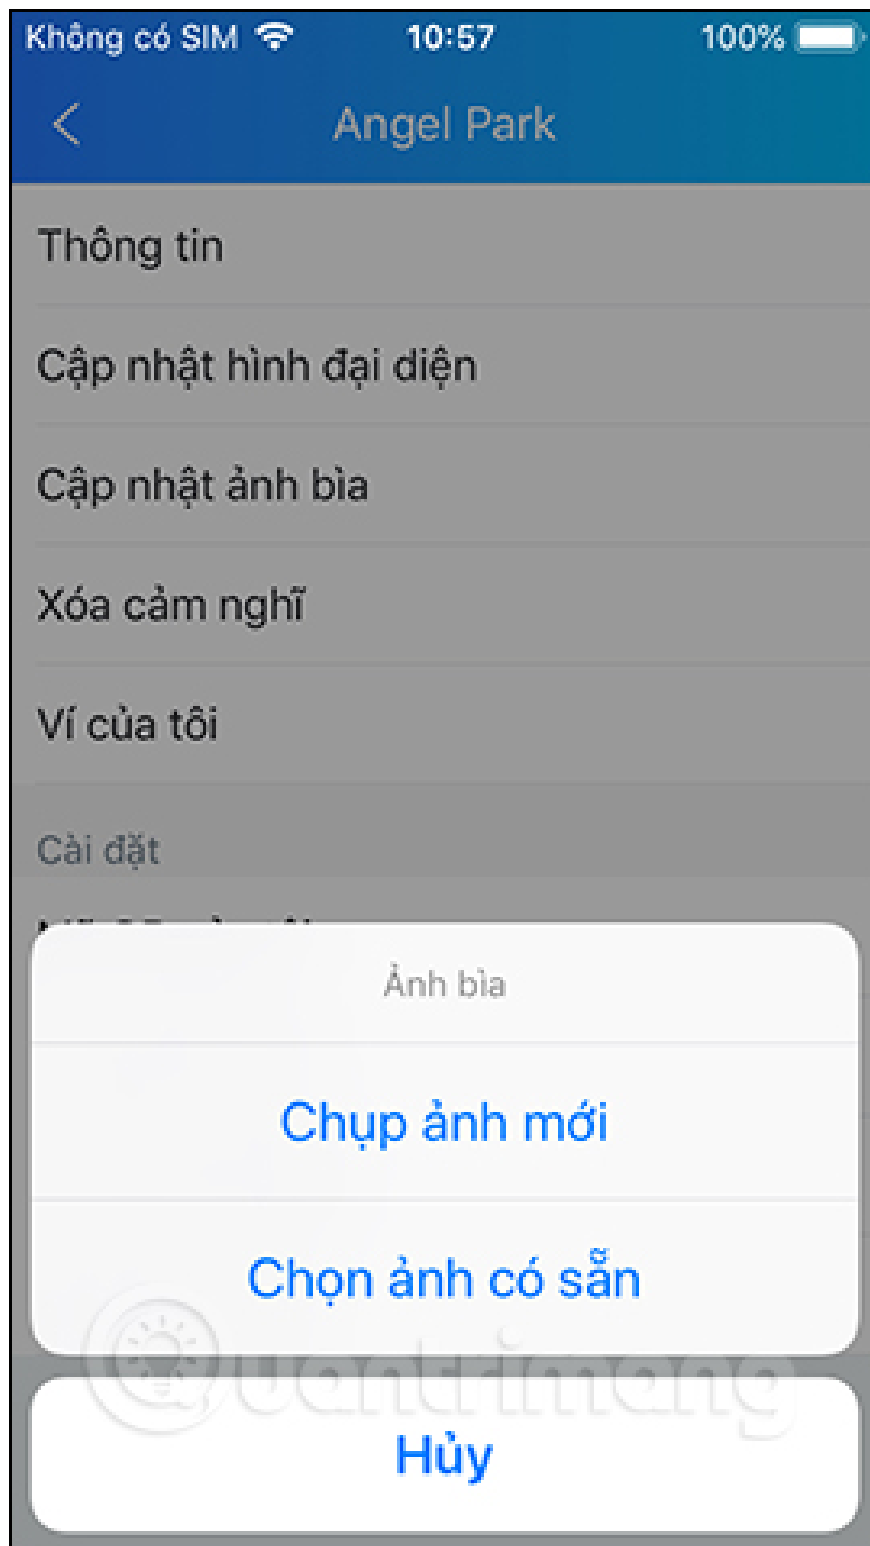 Không có SIM 10:57 100%
Angel Park
Thông tin
Cập nhật hình đại diện
Cập nhật ảnh bìa
Xóa cảm nghĩ
Ví của tôi
Cài đặt
Ảnh bìa
Chụp ảnh mới
Chọn ảnh có sẵn
Quantrimang
Hủy